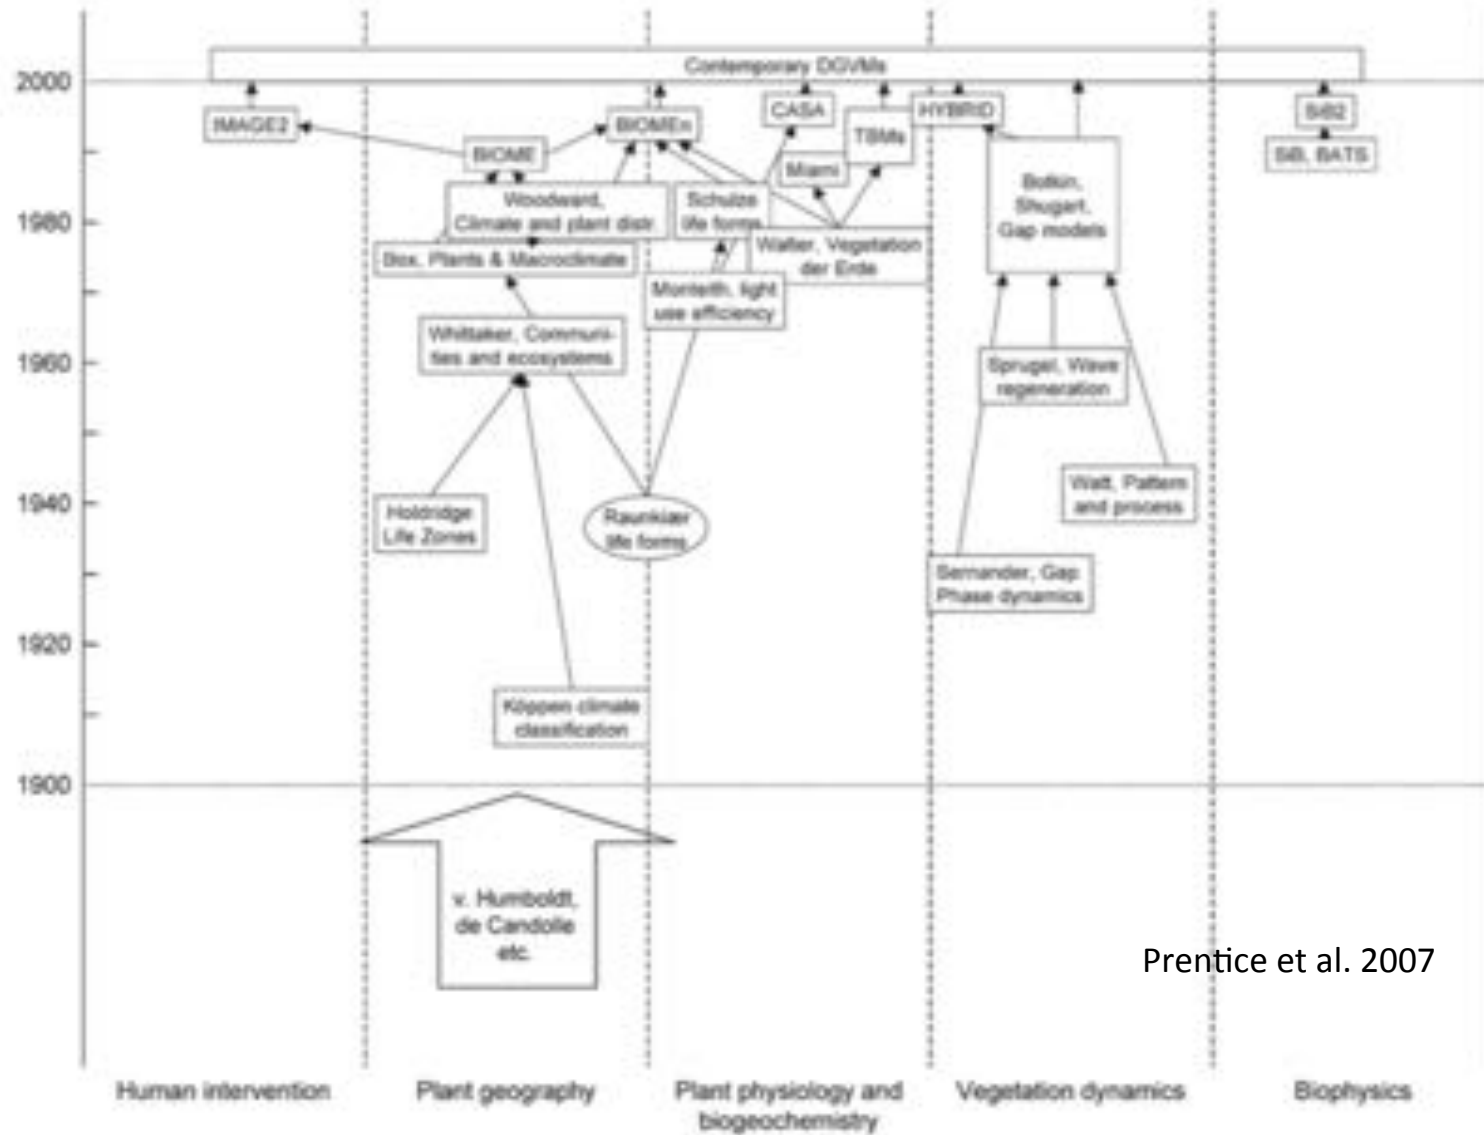 Contemporary DGVMs
2000
IMAGE2
BIOME
BIOMEn
CASA
TBMs
HYBRID
SiB2
SiB, BATS
Miami
Woodward,
Climate and plant distr.
Schulze
life forms
Botkin,
Shugart,
Gap models
1980
Box, Plants & Macroclimate
Walter, Vegetation
der Erde
Monteith, light
use efficiency
Whittaker, Communi-
ties and ecosystems
1960
Sprugel, Wave
regeneration
1940
Holdridge
Life Zones
Raunkiær
life forms
Watt, Pattern
and process
Sernander, Gap
Phase dynamics
1920
Köppen climate
classification
1900
v. Humboldt,
de Candolle
etc.
Prentice et al. 2007
Human intervention
Plant geography
Plant physiology and
biogeochemistry
Vegetation dynamics
Biophysics